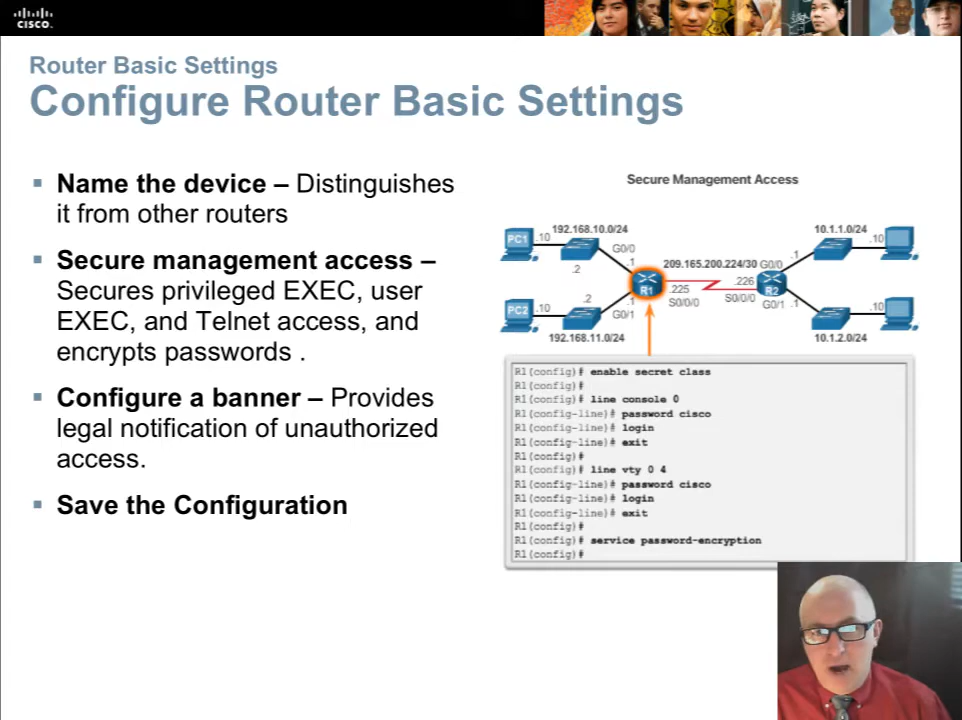 CISCO
Router Basic Settings
Configure Router Basic Settings
Name the device – Distinguishes
it from other routers
Secure management access –
Secures privileged EXEC, user
EXEC, and Telnet access, and
encrypts passwords .
Configure a banner – Provides
legal notification of unauthorized
access.
Save the Configuration
Secure Management Access
PC1
.10
192.168.10.0/24
G0/0
.2
.1
209.165.200.224/30
G0/0
.1
10.1.1.0/24
.10
R1
.225
S0/0/0
.226
S0/0/0
R2
PC2
.10
.2
.1
G0/1
192.168.11.0/24
G0/1
.1
.10
10.1.2.0/24
R1(config)# enable secret class
R1(config)#
R1(config)# line console 0
R1(config-line)# password cisco
R1(config-line)# login
R1(config-line)# exit
R1(config)#
R1(config)# line vty 0 4
R1(config-line)# password cisco
R1(config-line)# login
R1(config-line)# exit
R1(config)#
R1(config)# service password-encryption
R1(config)#